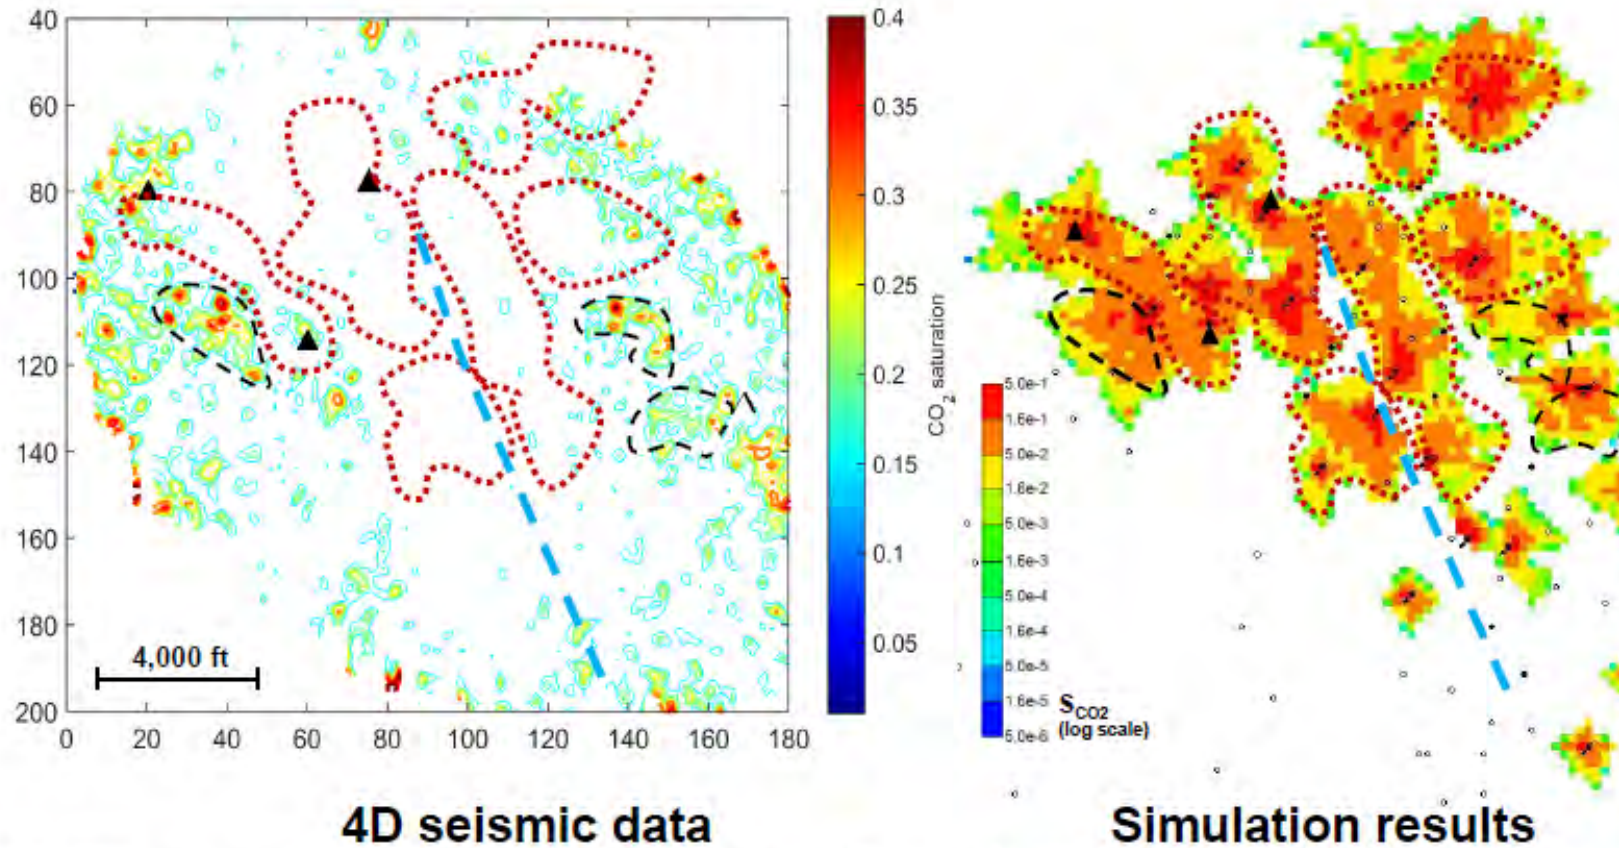 40
60
80
100
120
140
160
180
200
0 20 40 60 80 100 120 140 160 180
4,000 ft
0.4
0.35
0.3
0.25
0.2
0.15
0.1
0.05
CO2 saturation
5.0e-1
1.6e-1
5.0e-2
1.6e-2
5.0e-3
1.6e-3
5.0e-4
1.6e-4
5.0e-5
1.6e-5
5.0e-6
SCO2
(log scale)
4D seismic data
Simulation results